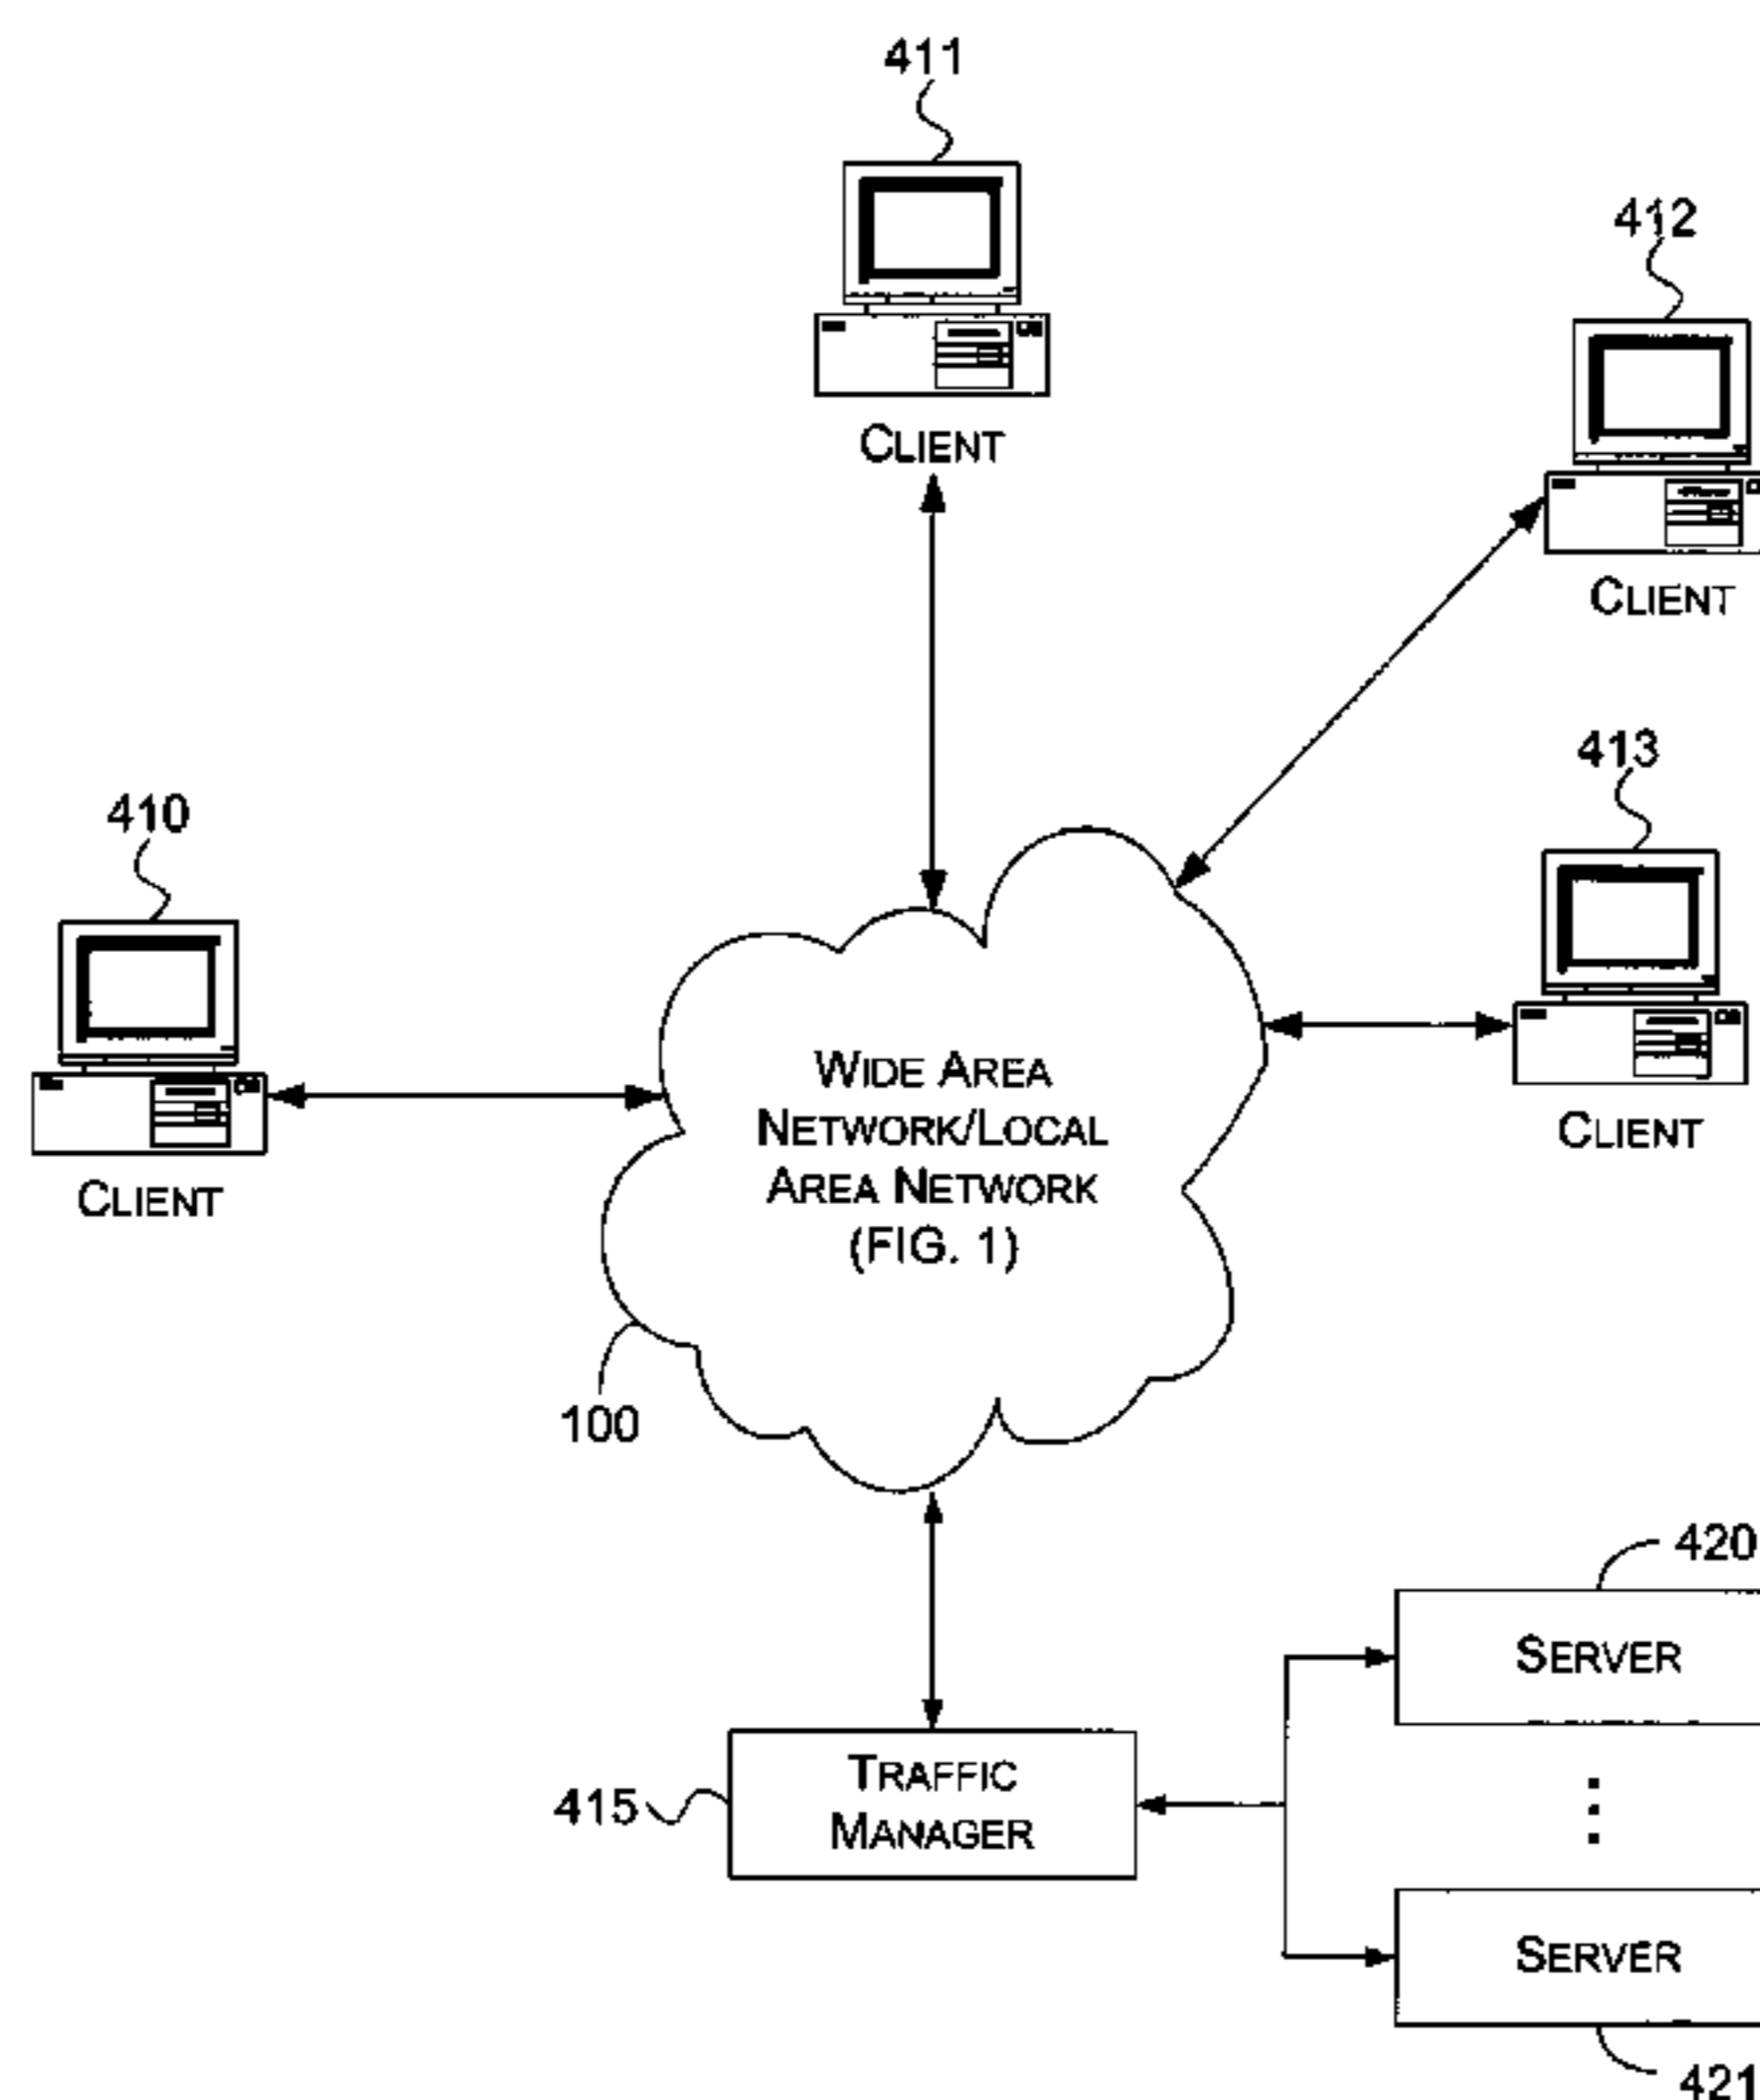 411
CLIENT
412
CLIENT
413
CLIENT
410
CLIENT
WIDE AREA
NETWORK/LOCAL
AREA NETWORK
(FIG. 1)
100
TRAFFIC
MANAGER
415
420
SERVER
SERVER
421